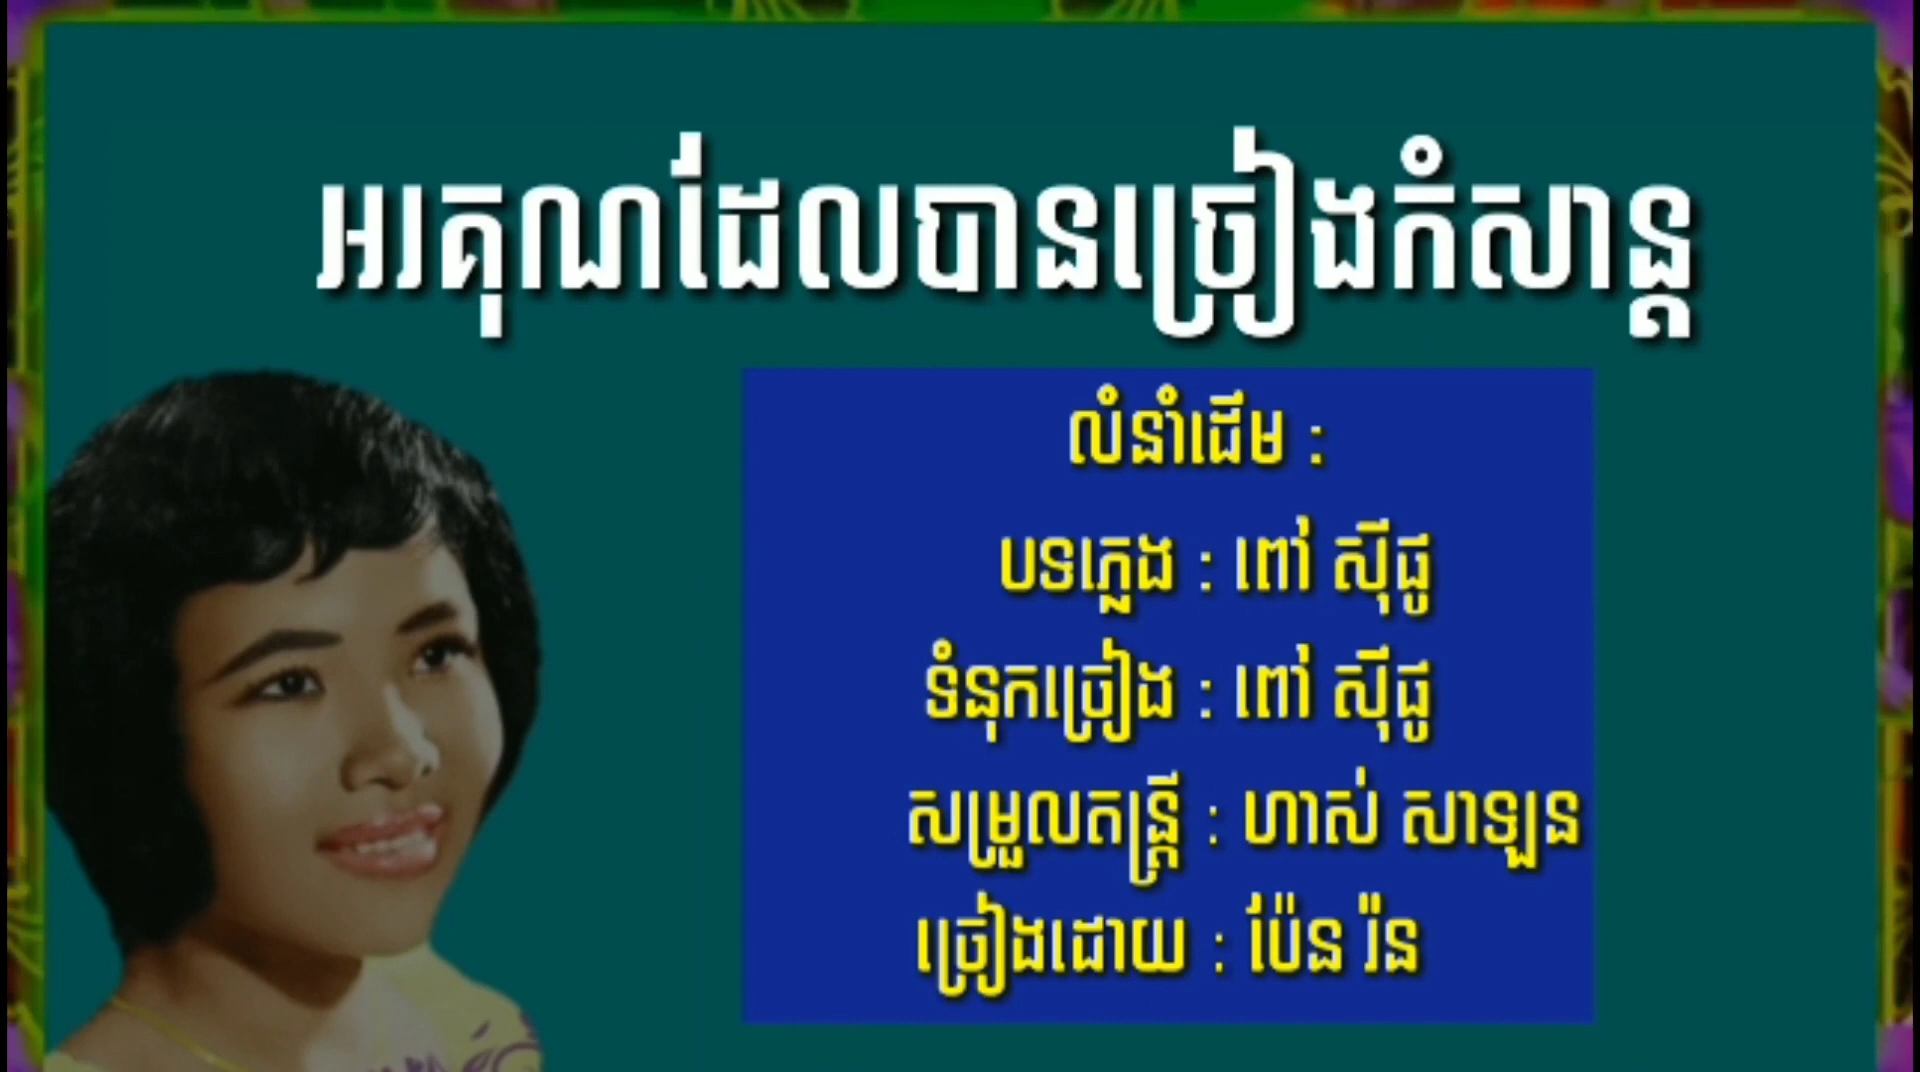 អរគុណដែលបានច្រៀងកំសាន្ត
លំនាំដើម :
បទភ្លេង : ពៅ ស៊ីផូ
ទំនុកច្រៀង : ពៅ ស៊ីផូ
សម្រួលតន្ត្រី : ហាស់ សាឡន
ច្រៀងដោយ : ប៉ែន រ៉ន